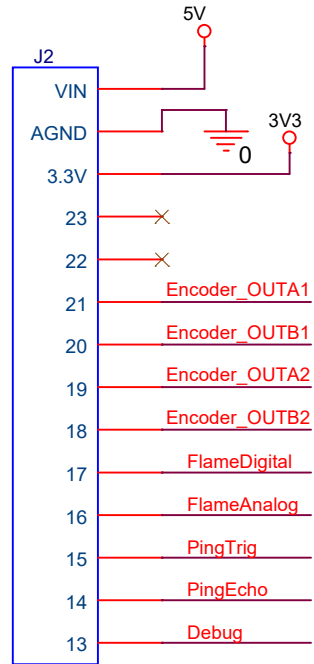 5V
J2
VIN
AGND
0
3V3
3.3V
23
22
21 Encoder_OUTA1
20 Encoder_OUTB1
19 Encoder_OUTA2
18 Encoder_OUTB2
17 FlameDigital
16 FlameAnalog
15 PingTrig
14 PingEcho
13 Debug